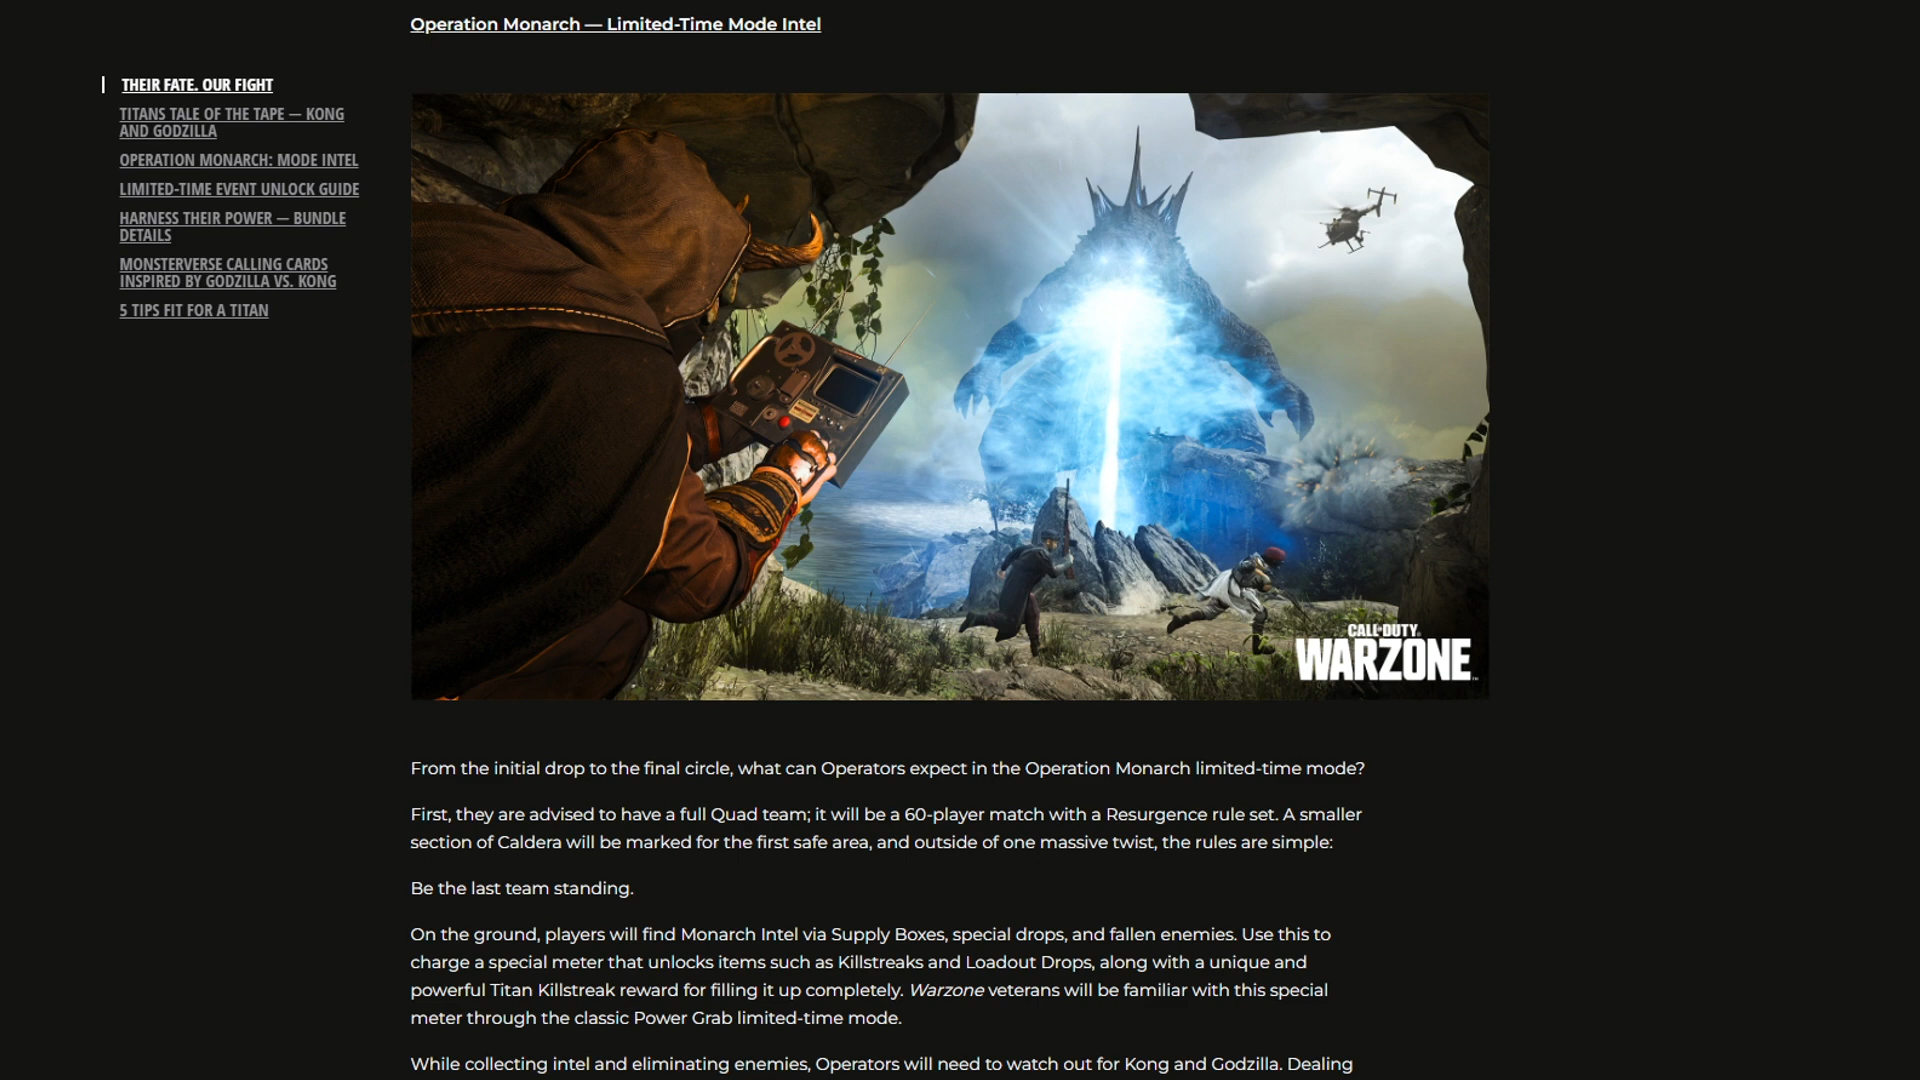 Operation Monarch — Limited-Time Mode Intel
THEIR FATE. OUR FIGHT
TITANS TALE OF THE TAPE — KONG
AND GODZILLA
OPERATION MONARCH: MODE INTEL
LIMITED-TIME EVENT UNLOCK GUIDE
HARNESS THEIR POWER — BUNDLE
DETAILS
MONSTERVERSE CALLING CARDS
INSPIRED BY GODZILLA VS. KONG
5 TIPS FIT FOR A TITAN
CALL OF DUTY
WARZONE™
From the initial drop to the final circle, what can Operators expect in the Operation Monarch limited-time mode?
First, they are advised to have a full Quad team; it will be a 60-player match with a Resurgence rule set. A smaller
section of Caldera will be marked for the first safe area, and outside of one massive twist, the rules are simple:
Be the last team standing.
On the ground, players will find Monarch Intel via Supply Boxes, special drops, and fallen enemies. Use this to
charge a special meter that unlocks items such as Killstreaks and Loadout Drops, along with a unique and
powerful Titan Killstreak reward for filling it up completely. Warzone veterans will be familiar with this special
meter through the classic Power Grab limited-time mode.
While collecting intel and eliminating enemies, Operators will need to watch out for Kong and Godzilla. Dealing